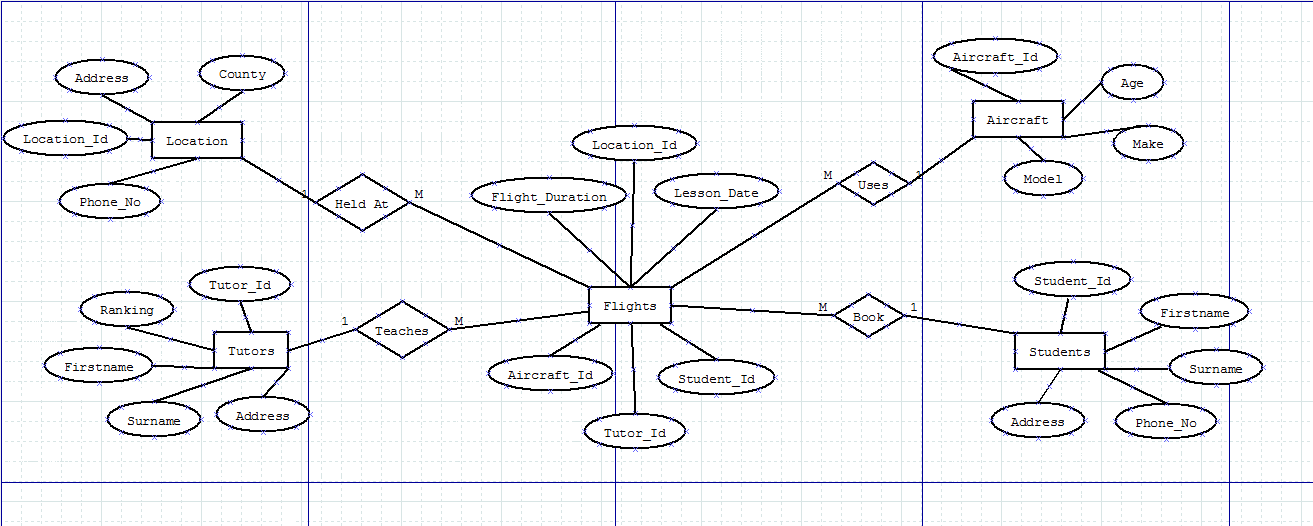 Aircraft_Id
Address
County
Age
Location_Id
Location
Aircraft
Location_Id
Make
Phone_No
Held At
1
M
Flight_Duration
Lesson_Date
M
Uses
1
Model
Tutor_Id
Ranking
Tutors
Firstname
Surname
Address
1
Teaches
M
Flights
M
Book
1
Student_Id
Firstname
Students
Surname
Aircraft_Id
Student_Id
Tutor_Id
Address
Phone_No